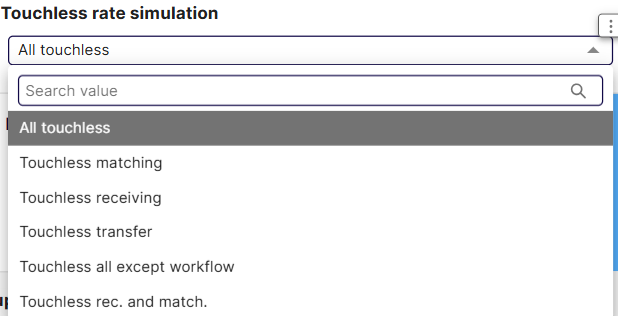 Touchless rate simulation
All touchless
Search value
All touchless
Touchless matching
Touchless receiving
Touchless transfer
Touchless all except workflow
Touchless rec. and match.